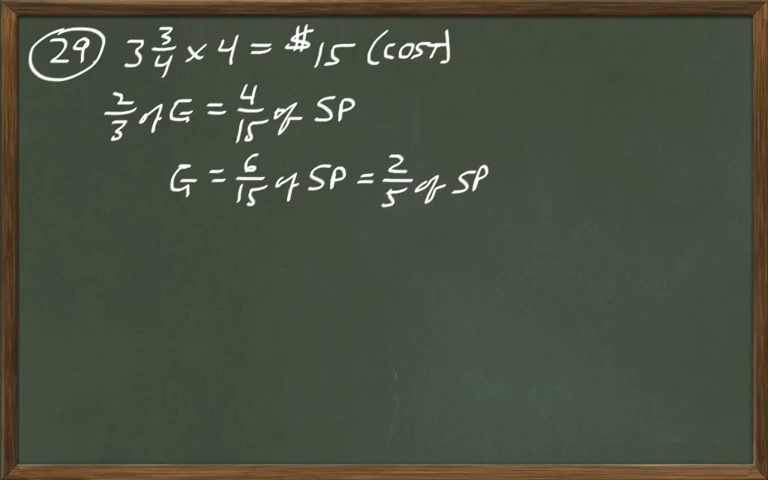 29 3 3/4 × 4 = $15 (COST)
2/3 of G = 4/15 of SP
G = 6/15 of SP = 2/5 of SP